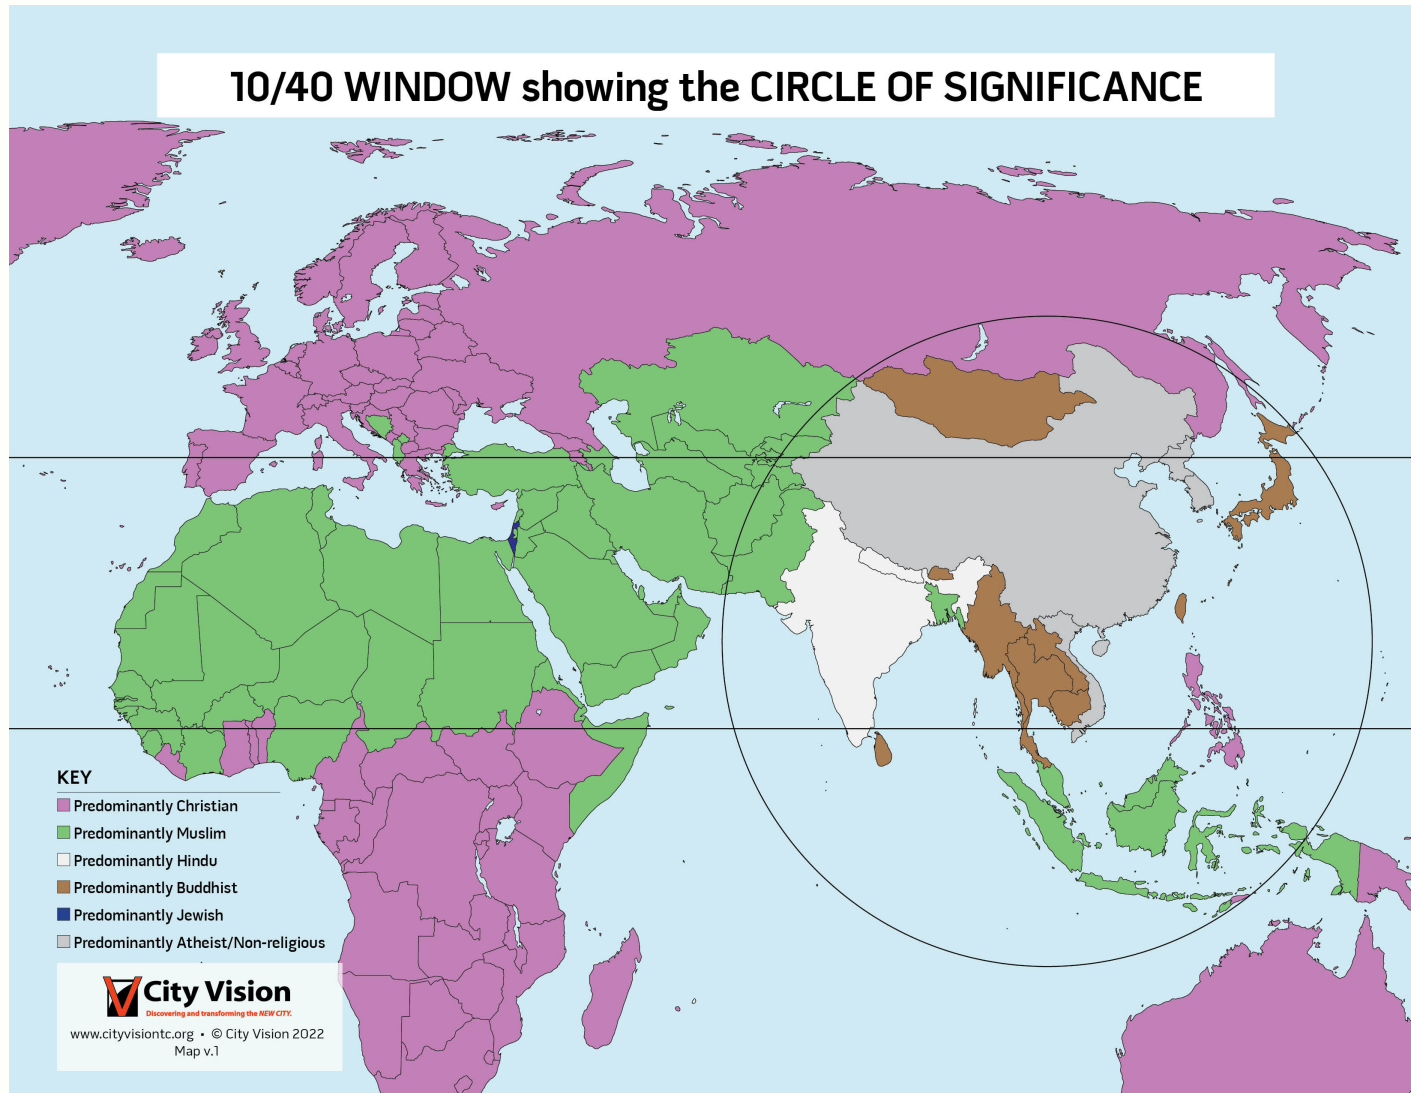 10/40 WINDOW showing the CIRCLE OF SIGNIFICANCE
KEY
Predominantly Christian
Predominantly Muslim
Predominantly Hindu
Predominantly Buddhist
Predominantly Jewish
Predominantly Atheist/Non-religious
City Vision
Discovering and transforming the NEW CITY.
www.cityvisiontc.org • © City Vision 2022
Map v.1